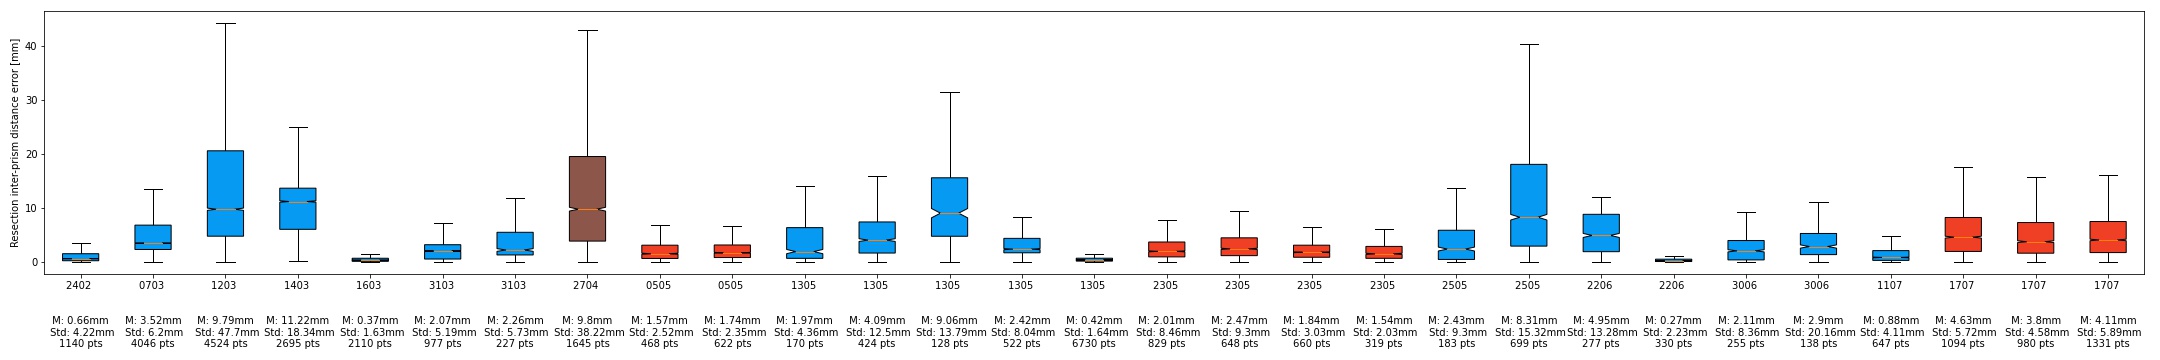 Resection inter-prism distance error [mm]
40
30
20
10
0
2402 0703 1203 1403 1603 3103 3103 2704 0505 0505 1305 1305 1305 1305 1305 2305 2305 2305 2305 2505 2505 2206 2206 3006 3006 1107 1707 1707 1707
M: 0.66mm M: 3.52mm M: 9.79mm M: 11.22mm M: 0.37mm M: 2.07mm M: 2.26mm M: 9.8mm M: 1.57mm M: 1.74mm M: 1.97mm M: 4.09mm M: 9.06mm M: 2.42mm M: 0.42mm M: 2.01mm M: 2.47mm M: 1.84mm M: 1.54mm M: 2.43mm M: 8.31mm M: 4.95mm M: 0.27mm M: 2.11mm M: 2.9mm M: 0.88mm M: 4.63mm M: 3.8mm M: 4.11mm
Std: 4.22mm Std: 6.2mm Std: 47.7mm Std: 18.34mm Std: 1.63mm Std: 5.19mm Std: 5.73mm Std: 38.22mm Std: 2.52mm Std: 2.35mm Std: 4.36mm Std: 12.5mm Std: 13.79mm Std: 8.04mm Std: 1.64mm Std: 8.46mm Std: 9.3mm Std: 3.03mm Std: 2.03mm Std: 9.3mm Std: 15.32mm Std: 13.28mm Std: 2.23mm Std: 8.36mm Std: 20.16mm Std: 4.11mm Std: 5.72mm Std: 4.58mm Std: 5.89mm
1140 pts 4046 pts 4524 pts 2695 pts 2110 pts 977 pts 227 pts 1645 pts 468 pts 622 pts 170 pts 424 pts 128 pts 522 pts 6730 pts 829 pts 648 pts 660 pts 319 pts 183 pts 699 pts 277 pts 330 pts 255 pts 138 pts 647 pts 1094 pts 980 pts 1331 pts